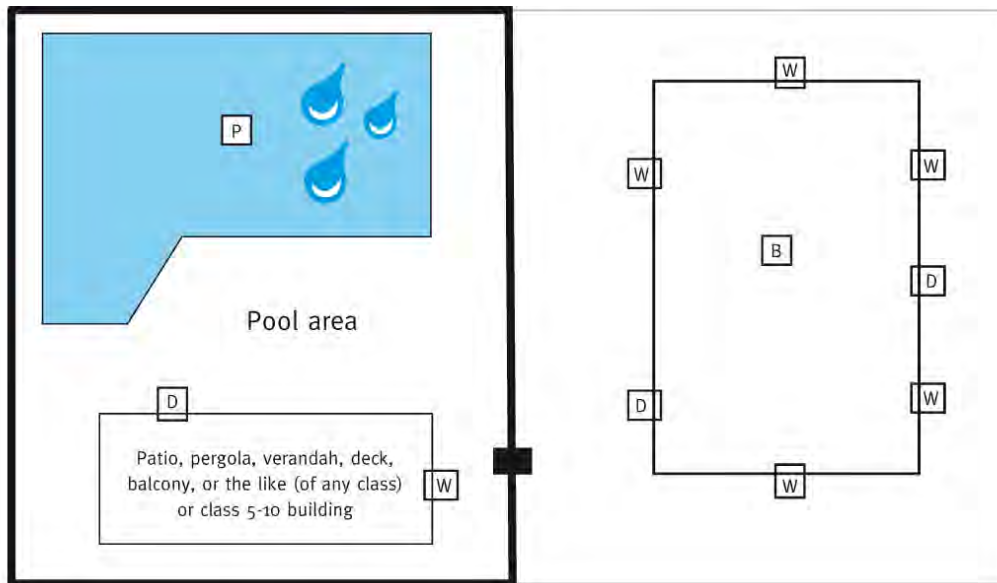 W
P
W
W
B
D
Pool area
D
D
W
Patio, pergola, verandah, deck,
balcony, or the like (of any class)
or class 5-10 building
W
W